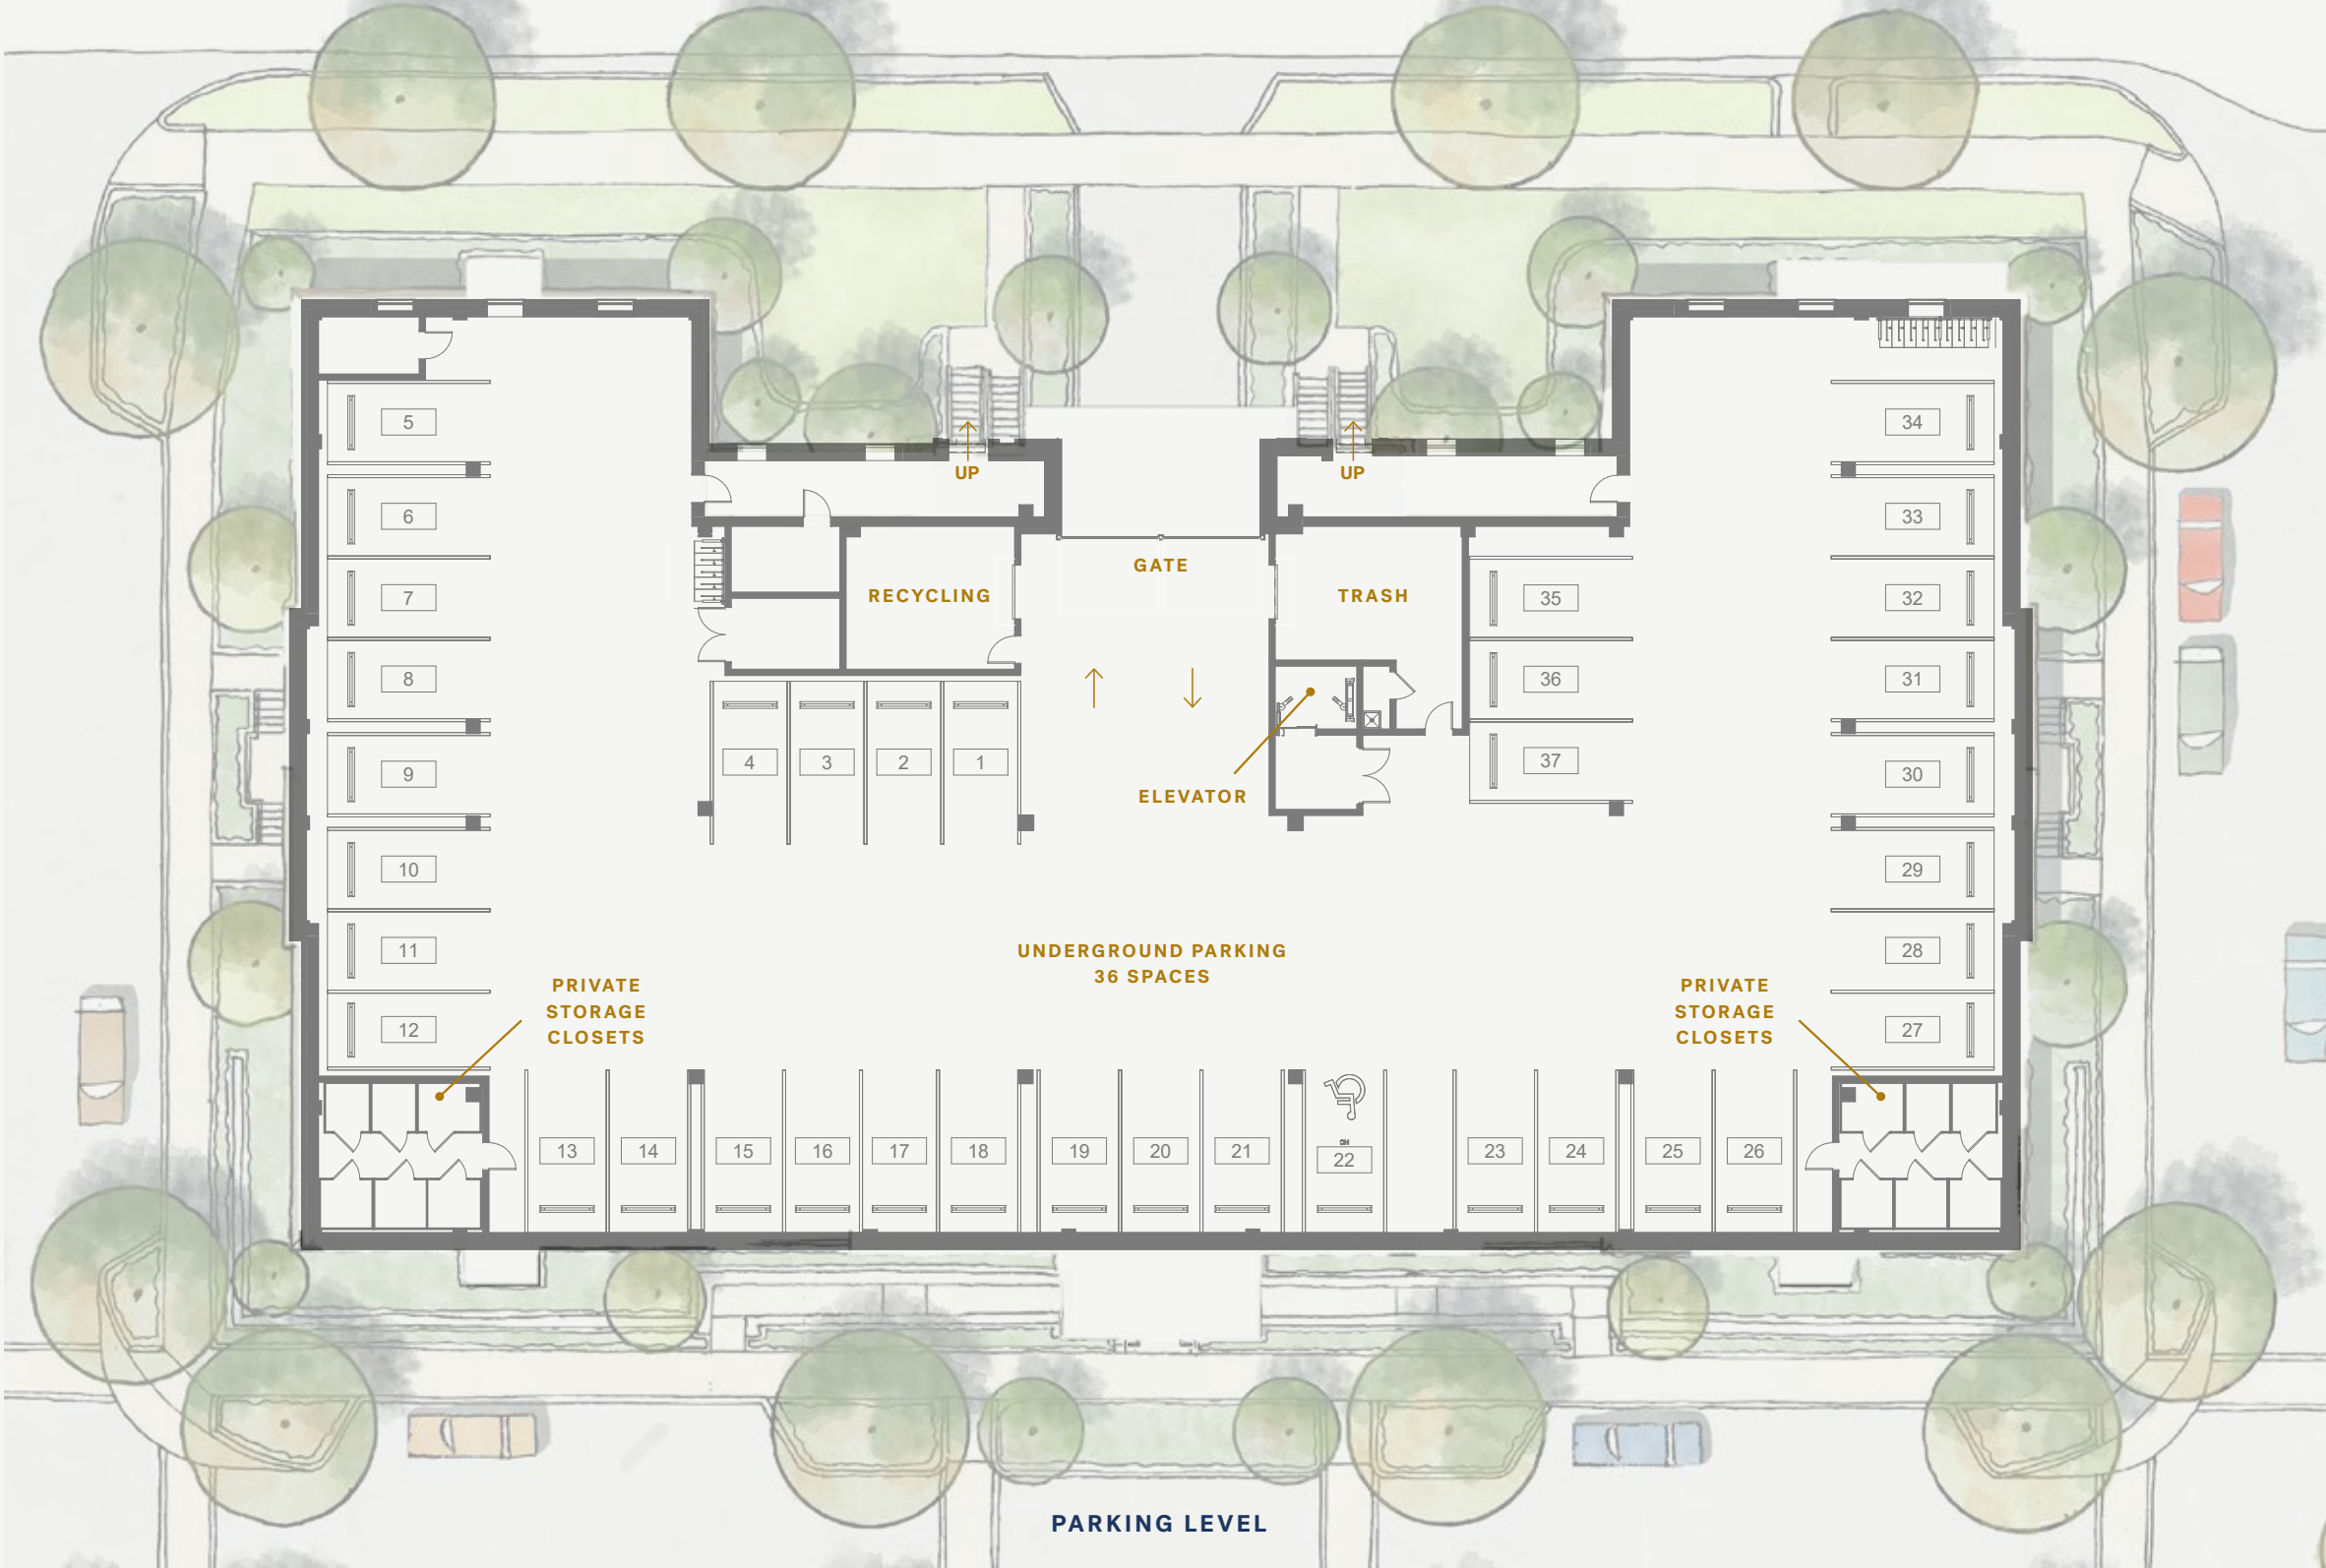 5
34
UP
UP
6
33
GATE
RECYCLING
TRASH
7
35
32
8
36
31
4
3
2
1
37
9
30
ELEVATOR
10
29
UNDERGROUND PARKING
36 SPACES
11
28
PRIVATE
STORAGE
CLOSETS
PRIVATE
STORAGE
CLOSETS
12
27
HC
13
14
15
16
17
18
19
20
21
22
23
24
25
26
PARKING LEVEL